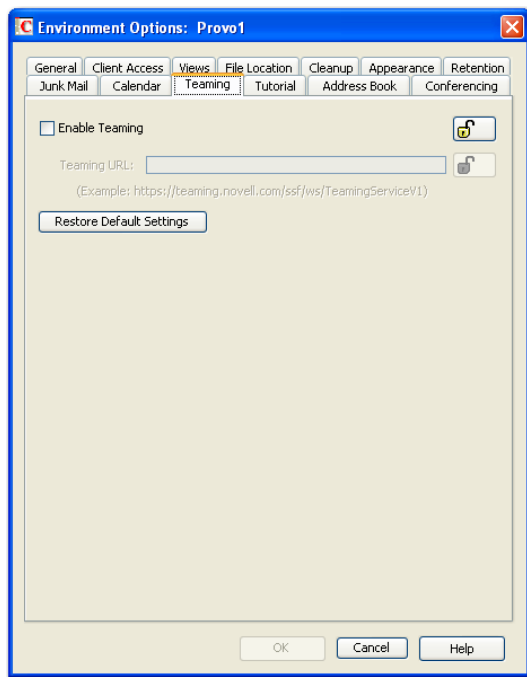 Environment Options: Provo1
General Client Access Views File Location Cleanup Appearance Retention
Junk Mail Calendar Teaming Tutorial Address Book Conferencing
Enable Teaming
Teaming URL:
(Example: https://teaming.novell.com/ssf/ws/TeamingServiceV1)
Restore Default Settings
OK Cancel Help